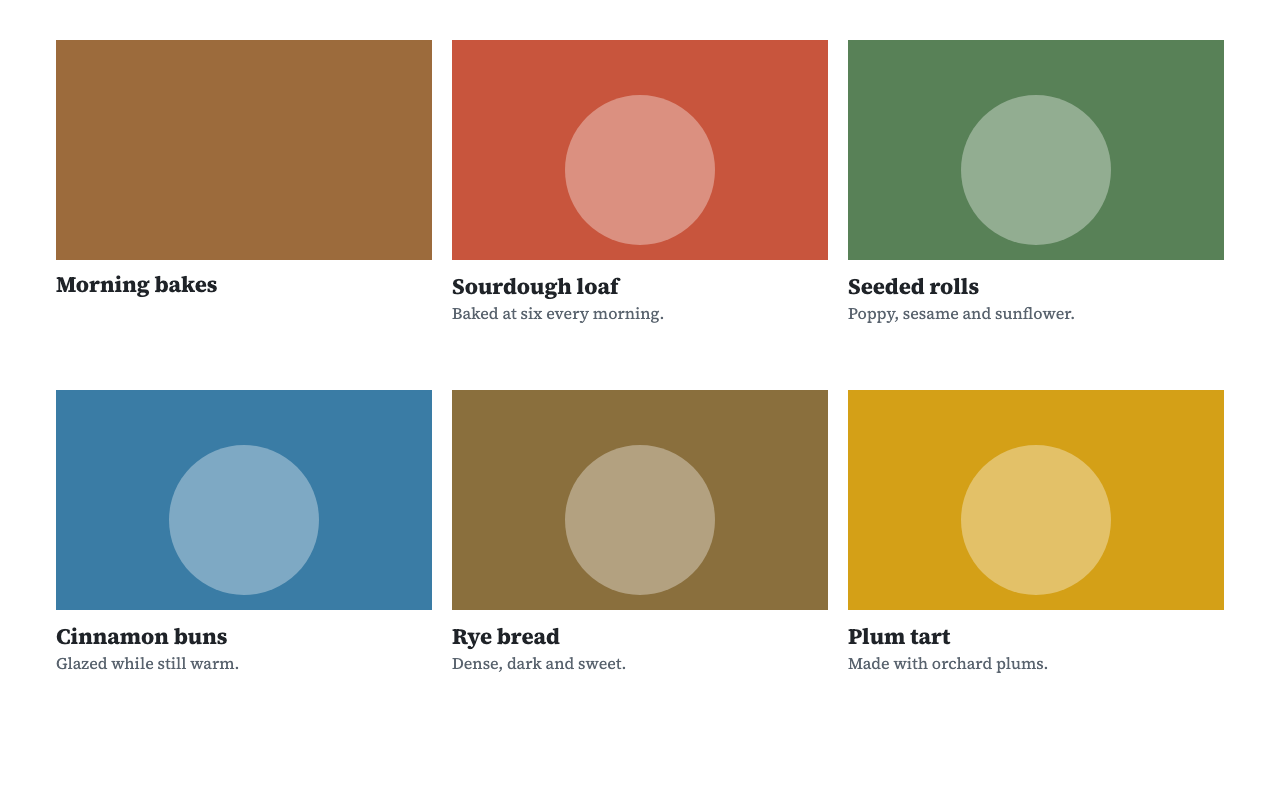 Morning bakes
Sourdough loaf
Baked at six every morning.
Seeded rolls
Poppy, sesame and sunflower.
Cinnamon buns
Glazed while still warm.
Rye bread
Dense, dark and sweet.
Plum tart
Made with orchard plums.